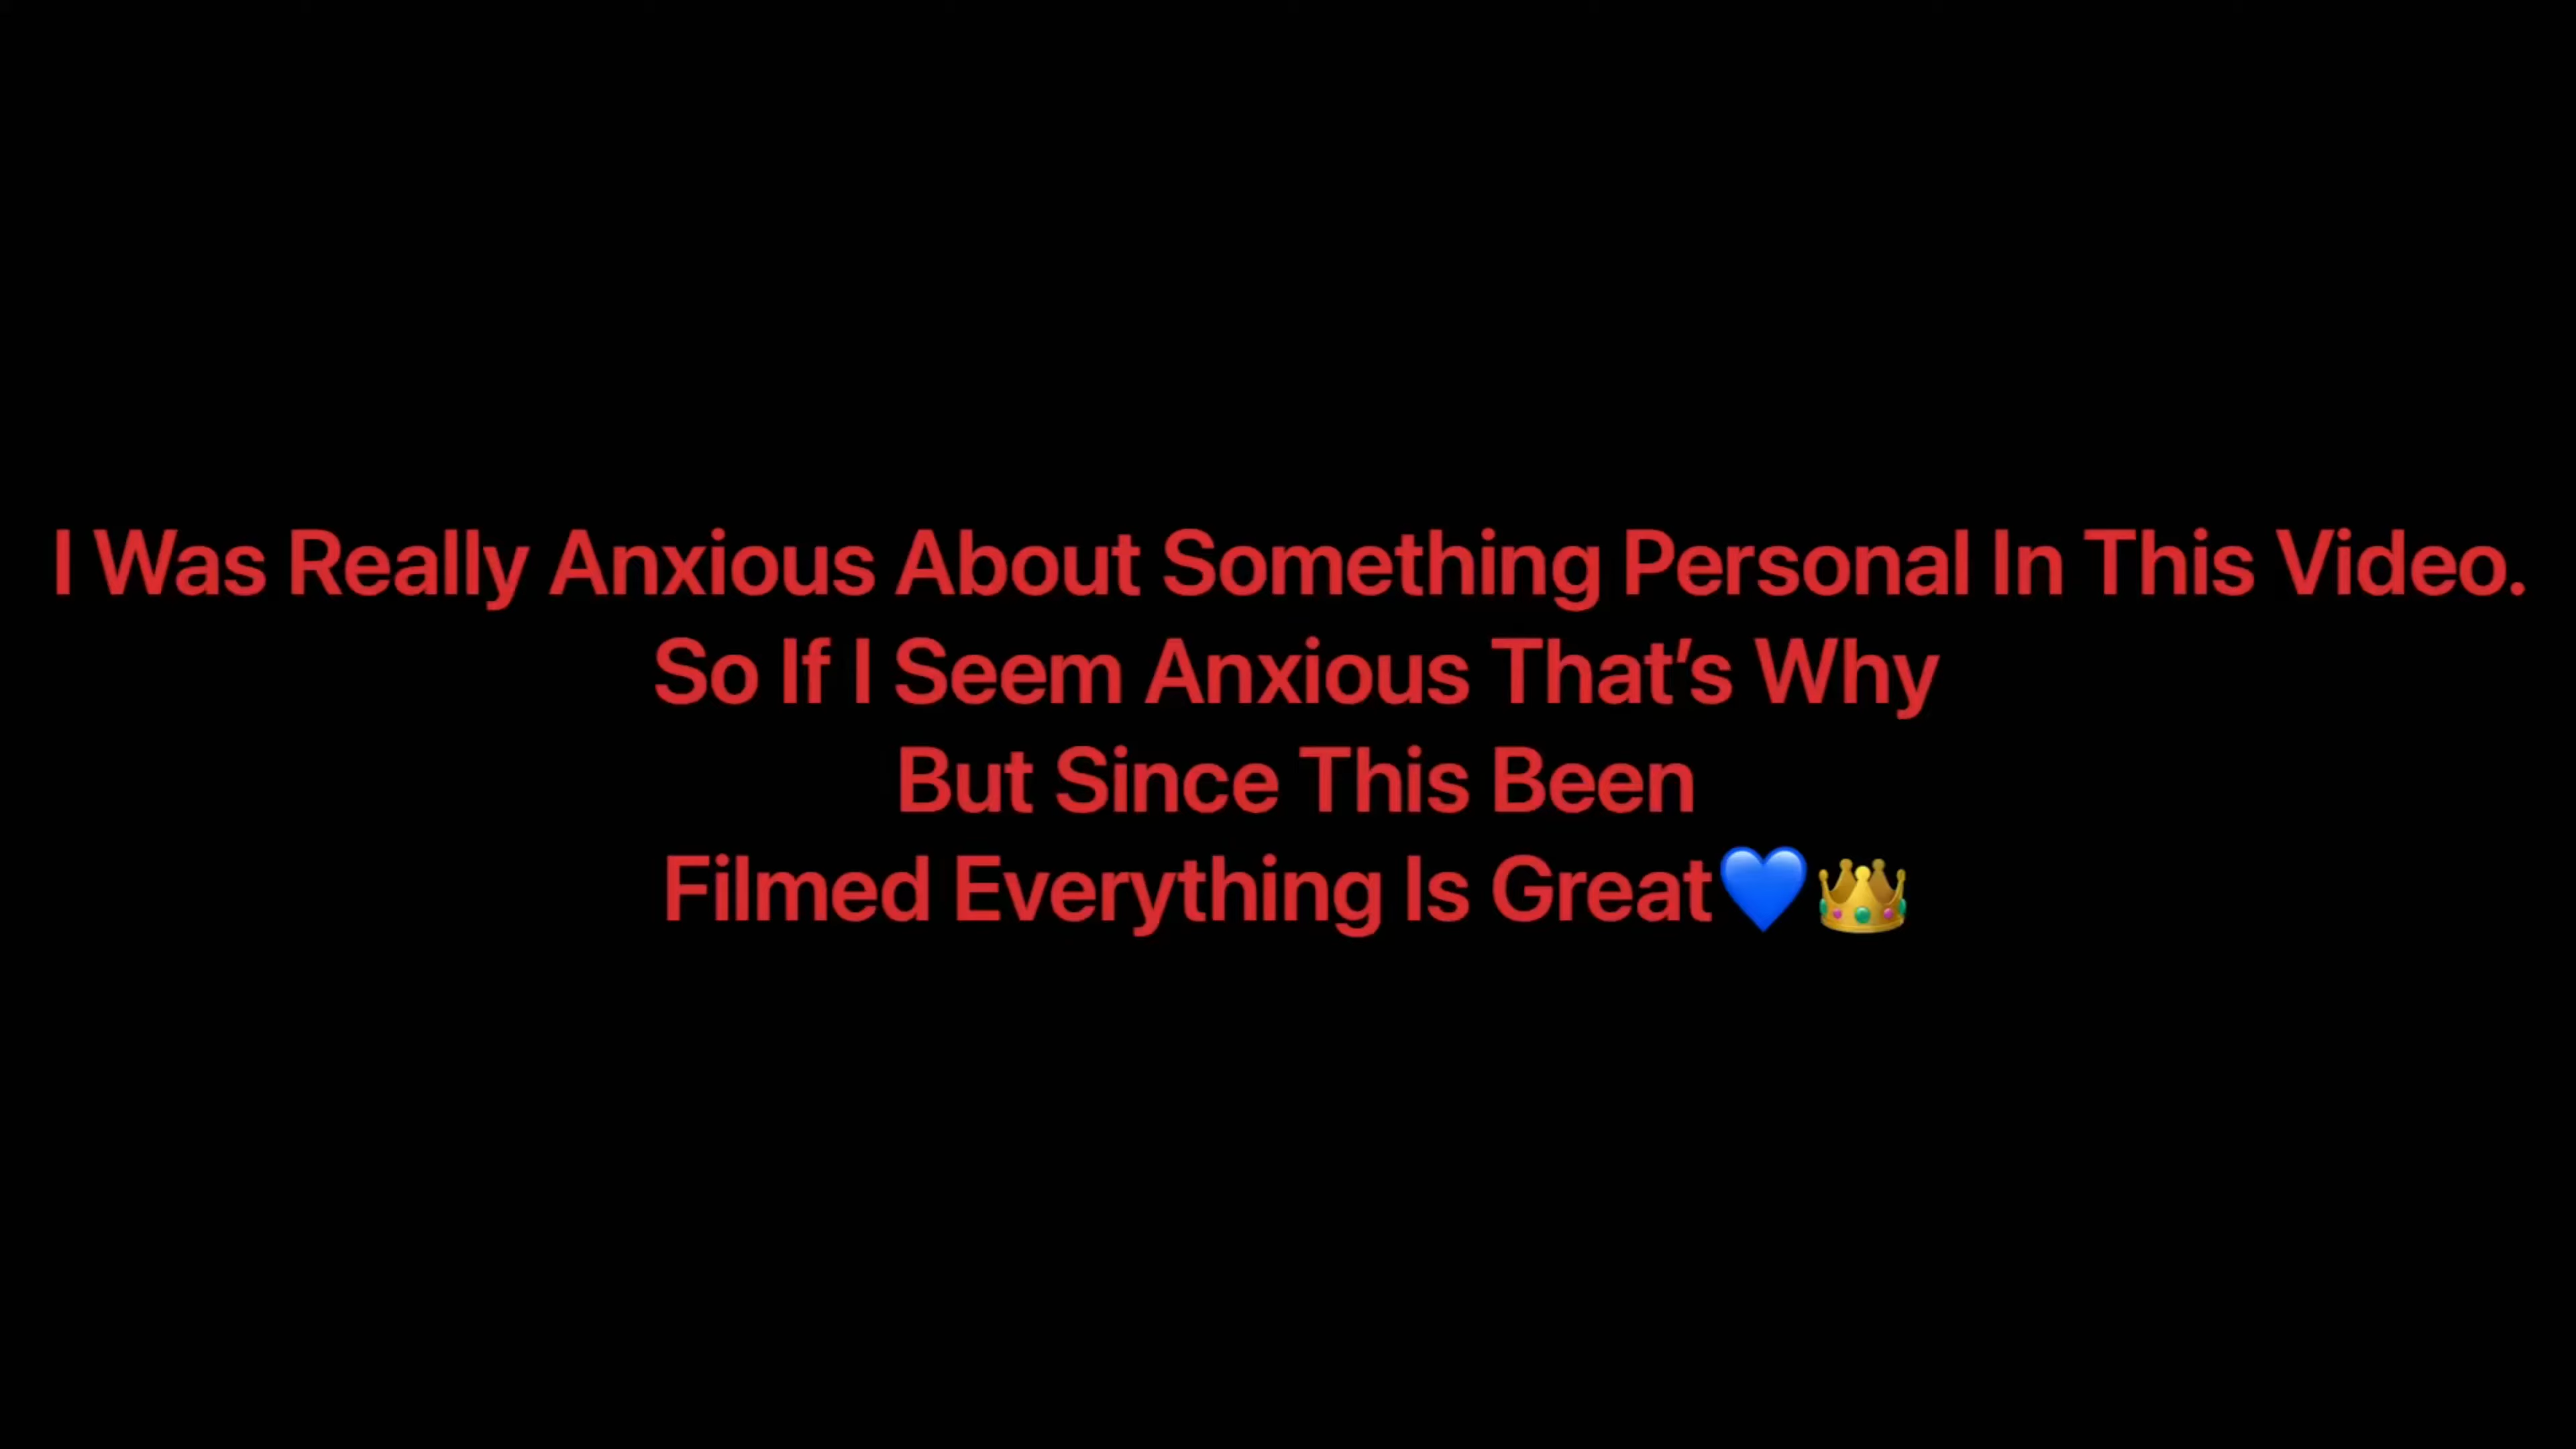 I Was Really Anxious About Something Personal In This Video.
So If I Seem Anxious That’s Why
But Since This Been
Filmed Everything Is Great💙👑